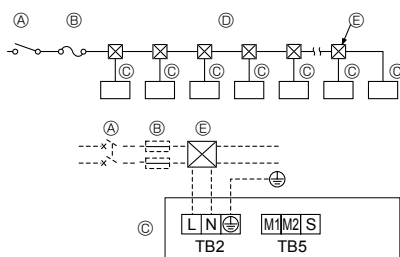 Ⓐ Ⓑ Ⓓ Ⓔ
Ⓒ Ⓒ Ⓒ Ⓒ Ⓒ Ⓒ Ⓒ
Ⓐ Ⓑ Ⓔ
Ⓒ L N M1 M2 S
TB2 TB5